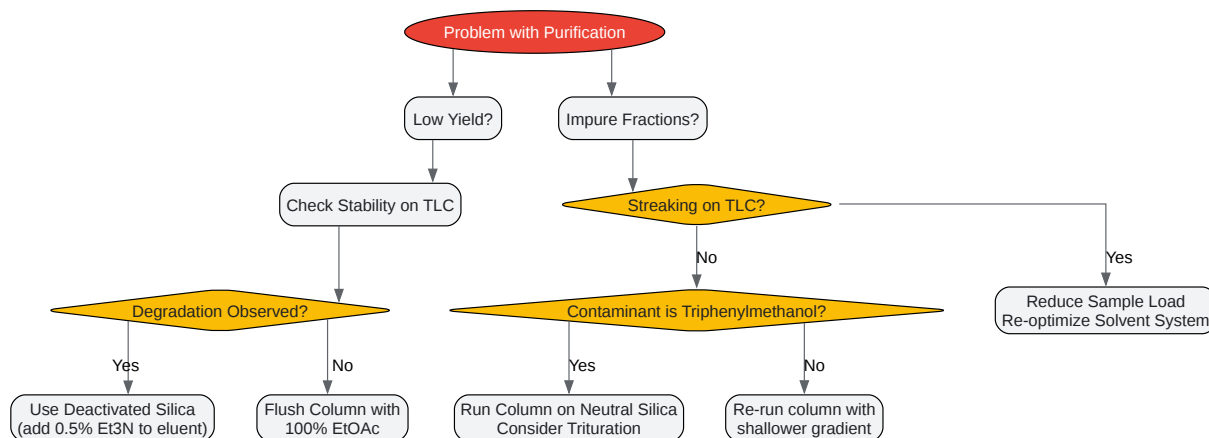 Problem with Purification
Low Yield?
Impure Fractions?
Check Stability on TLC
Streaking on TLC?
No
Yes
Degradation Observed?
Contaminant is Triphenylmethanol?
Reduce Sample Load
Re-optimize Solvent System
Yes
No
Yes
No
Use Deactivated Silica
(add 0.5% Et3N to eluent)
Flush Column with
100% EtOAc
Run Column on Neutral Silica
Consider Trituration
Re-run column with
shallower gradient